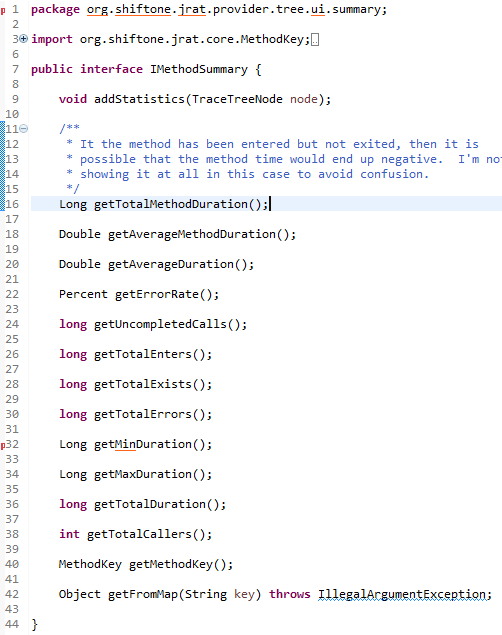 1 package org.shiftone.jrat.provider.tree.ui.summary;
2
3 import org.shiftone.jrat.core.MethodKey;
6
7 public interface IMethodSummary {
8
9 void addStatistics(TraceTreeNode node);
10
11 /**
12 * It the method has been entered but not exited, then it is
13 * possible that the method time would end up negative.  I'm no
14 * showing it at all in this case to avoid confusion.
15 */
16 Long getTotalMethodDuration();
17
18 Double getAverageMethodDuration();
19
20 Double getAverageDuration();
21
22 Percent getErrorRate();
23
24 long getUncompletedCalls();
25
26 long getTotalEnters();
27
28 long getTotalExists();
29
30 long getTotalErrors();
31
32 Long getMinDuration();
33
34 Long getMaxDuration();
35
36 long getTotalDuration();
37
38 int getTotalCallers();
39
40 MethodKey getMethodKey();
41
42 Object getFromMap(String key) throws IllegalArgumentException;
43
44 }